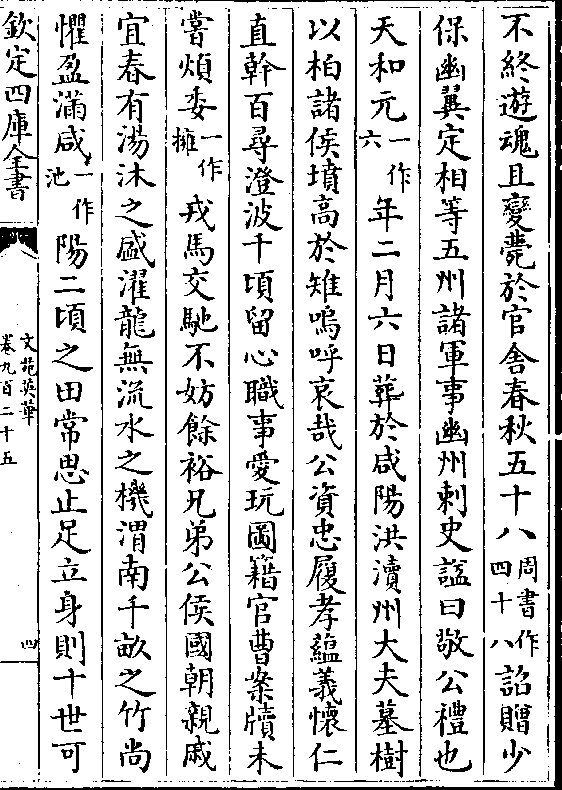 不終遊魂且變薨於官舍春秋五十八周書作四十八詔贈少
保幽冀定相等五州諸軍事幽州刺史諡曰敬公禮也
天和元一作六年二月六日葬於咸陽洪瀆州大夫墓樹
以柏諸侯墳高於雉嗚呼哀哉公資忠履孝蘊義懷仁
直幹百尋澄波千頃留心職事愛玩圖籍官曹案牘未
嘗煩委一作擁戎馬交馳不妨餘裕兄弟公侯國朝親戚
宜春有湯沐之盛濯龍無流水之機渭南千畝之竹尚
懼盈滿咸一作池陽二頃之田常思止足立身則十世可
欽定四庫全書
文苑英華
卷九百二十五
四